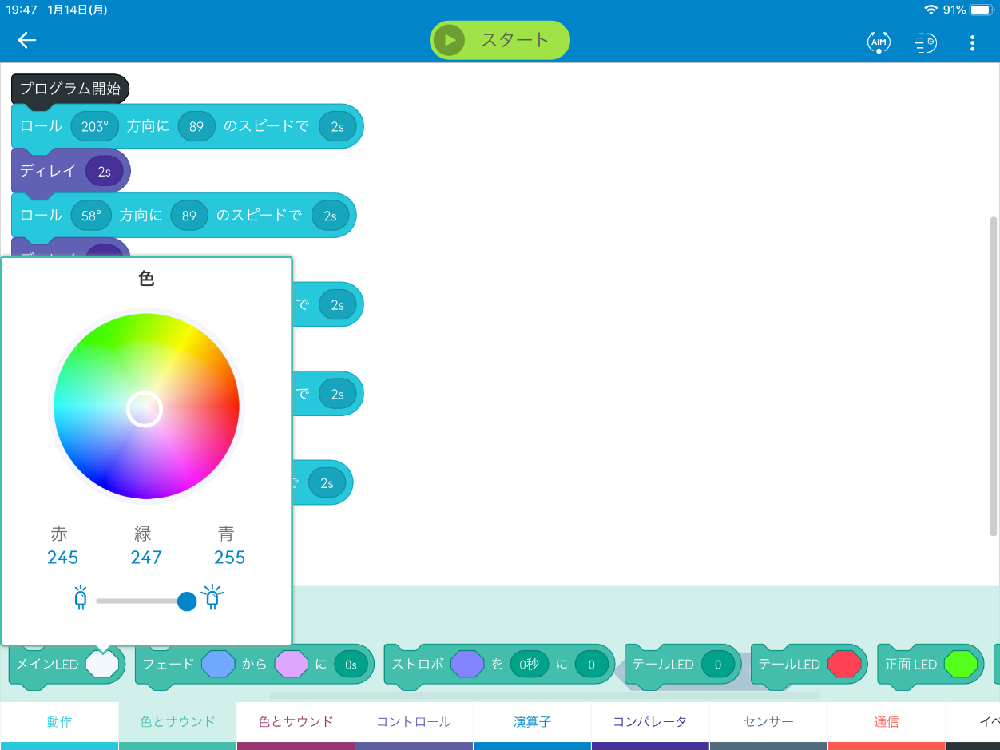 19:47 1月14日(月) 91%
スタート
AIM
プログラム開始
ロール 203° 方向に 89 のスピードで 2s
ディレイ 2s
ロール 58° 方向に 89 のスピードで 2s
色
で 2s
で 2s
2s
赤 緑 青
245 247 255
メインLED フェード から に 0s ストロボ を 0秒 に 0 テールLED 0 テールLED 正面 LED
動作 色とサウンド 色とサウンド コントロール 演算子 コンパレータ センサー 通信 イベ